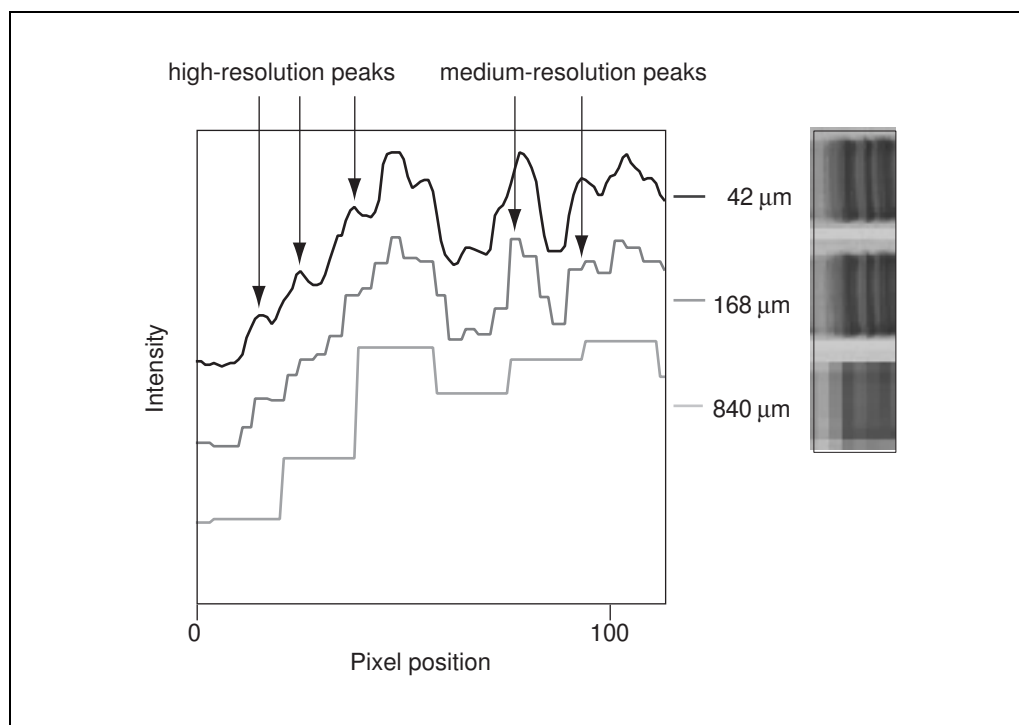 high-resolution peaks
medium-resolution peaks
42 μm
168 μm
840 μm
Intensity
0
100
Pixel position